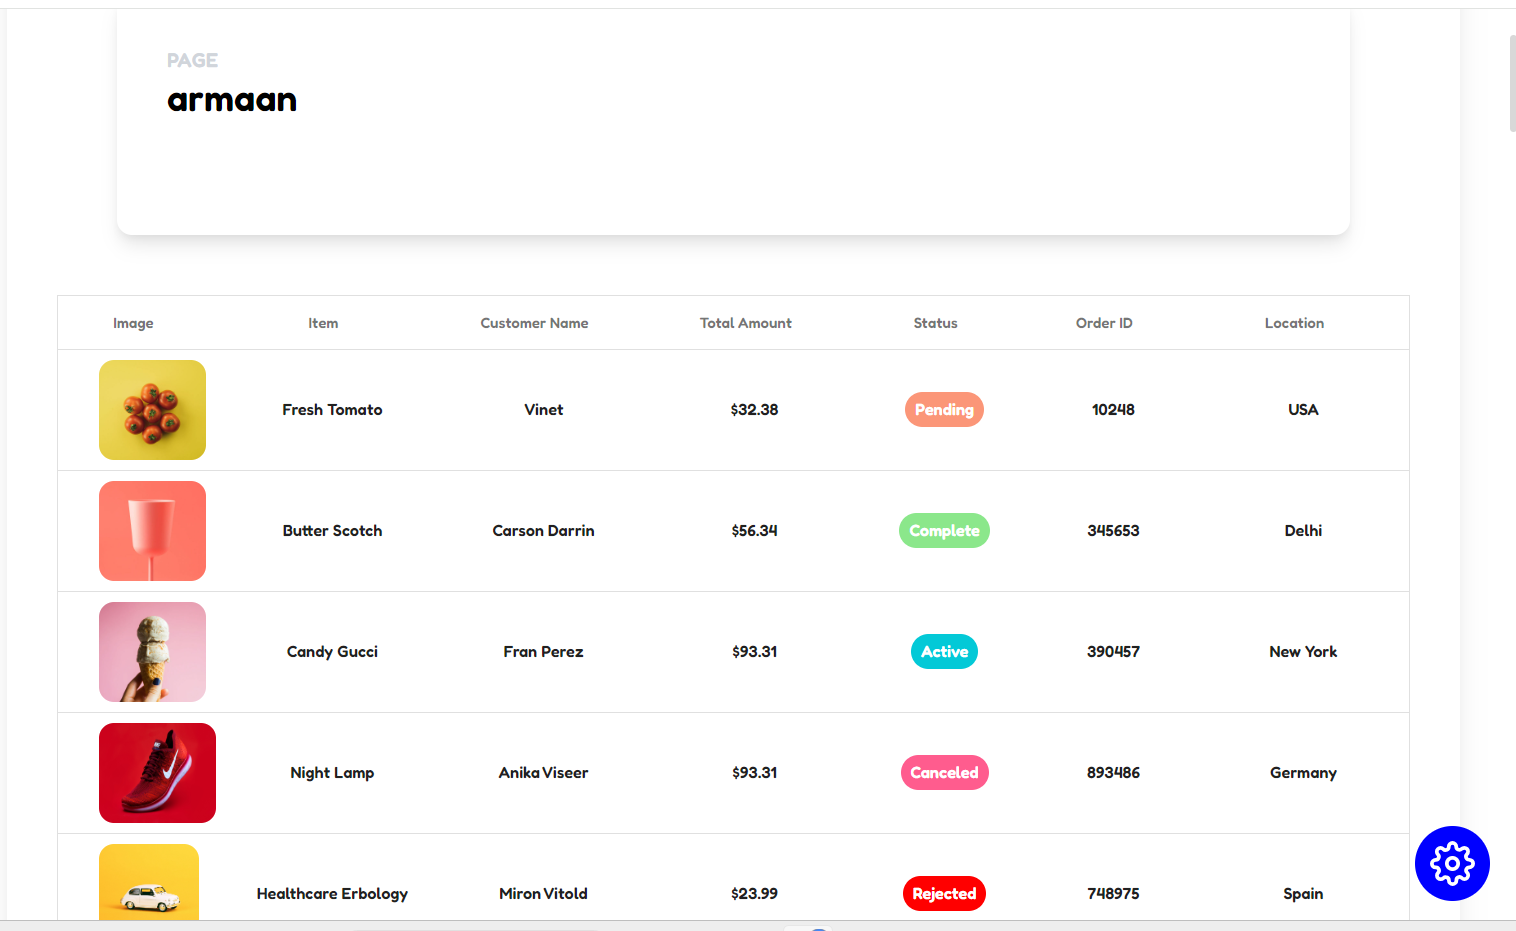 PAGE
armaan
Image Item Customer Name Total Amount Status Order ID Location
Fresh Tomato Vinet $32.38 Pending 10248 USA
Butter Scotch Carson Darrin $56.34 Complete 345653 Delhi
Candy Gucci Fran Perez $93.31 Active 390457 New York
Night Lamp Anika Viseer $93.31 Canceled 893486 Germany
Healthcare Erbology Miron Vitold $23.99 Rejected 748975 Spain